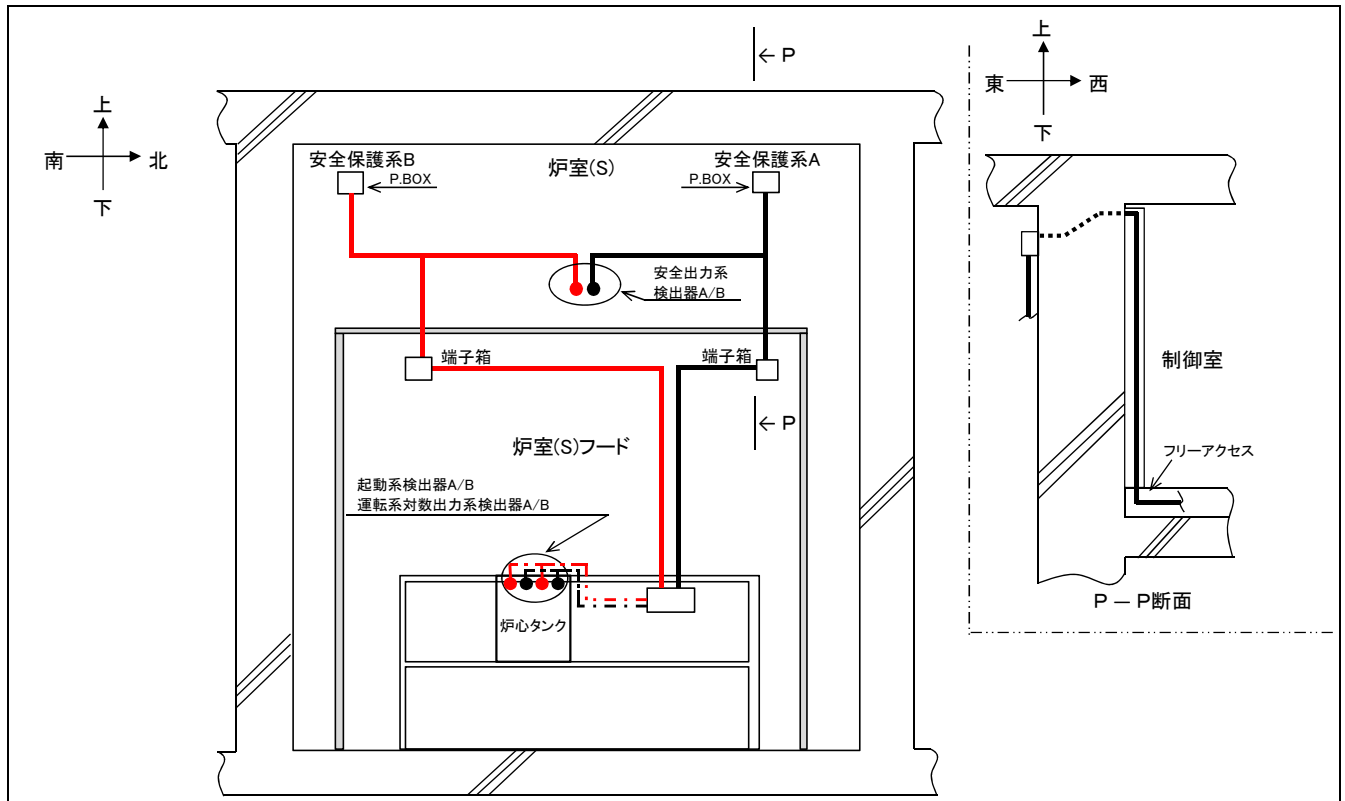 ← P
上
南
北
下
安全保護系B
炉室(S)
安全保護系A
P.BOX
P.BOX
安全出力系
検出器A/B
端子箱
端子箱
← P
炉室(S)フード
起動系検出器A/B
運転系対数出力系検出器A/B
炉心タンク
上
東
西
下
制御室
フリーアクセス
P － P断面